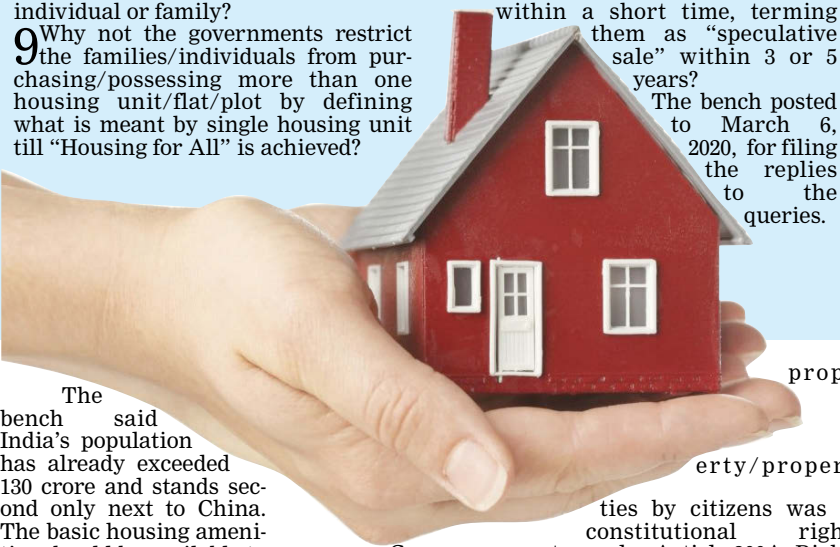 individual or family?
9Why not the governments restrict
the families/individuals from pur-
chasing/possessing more than one
housing unit/flat/plot by defining
what is meant by single housing unit
till “Housing for All” is achieved?
within a short time, terming
them as “speculative
sale” within 3 or 5
years?
The bench posted
to March 6,
2020, for filing
the replies
to the
queries.
The
bench said
India’s population
has already exceeded
130 crore and stands sec-
ond only next to China.
The basic housing ameni-
prop
erty/proper
ties by citizens was
constitutional